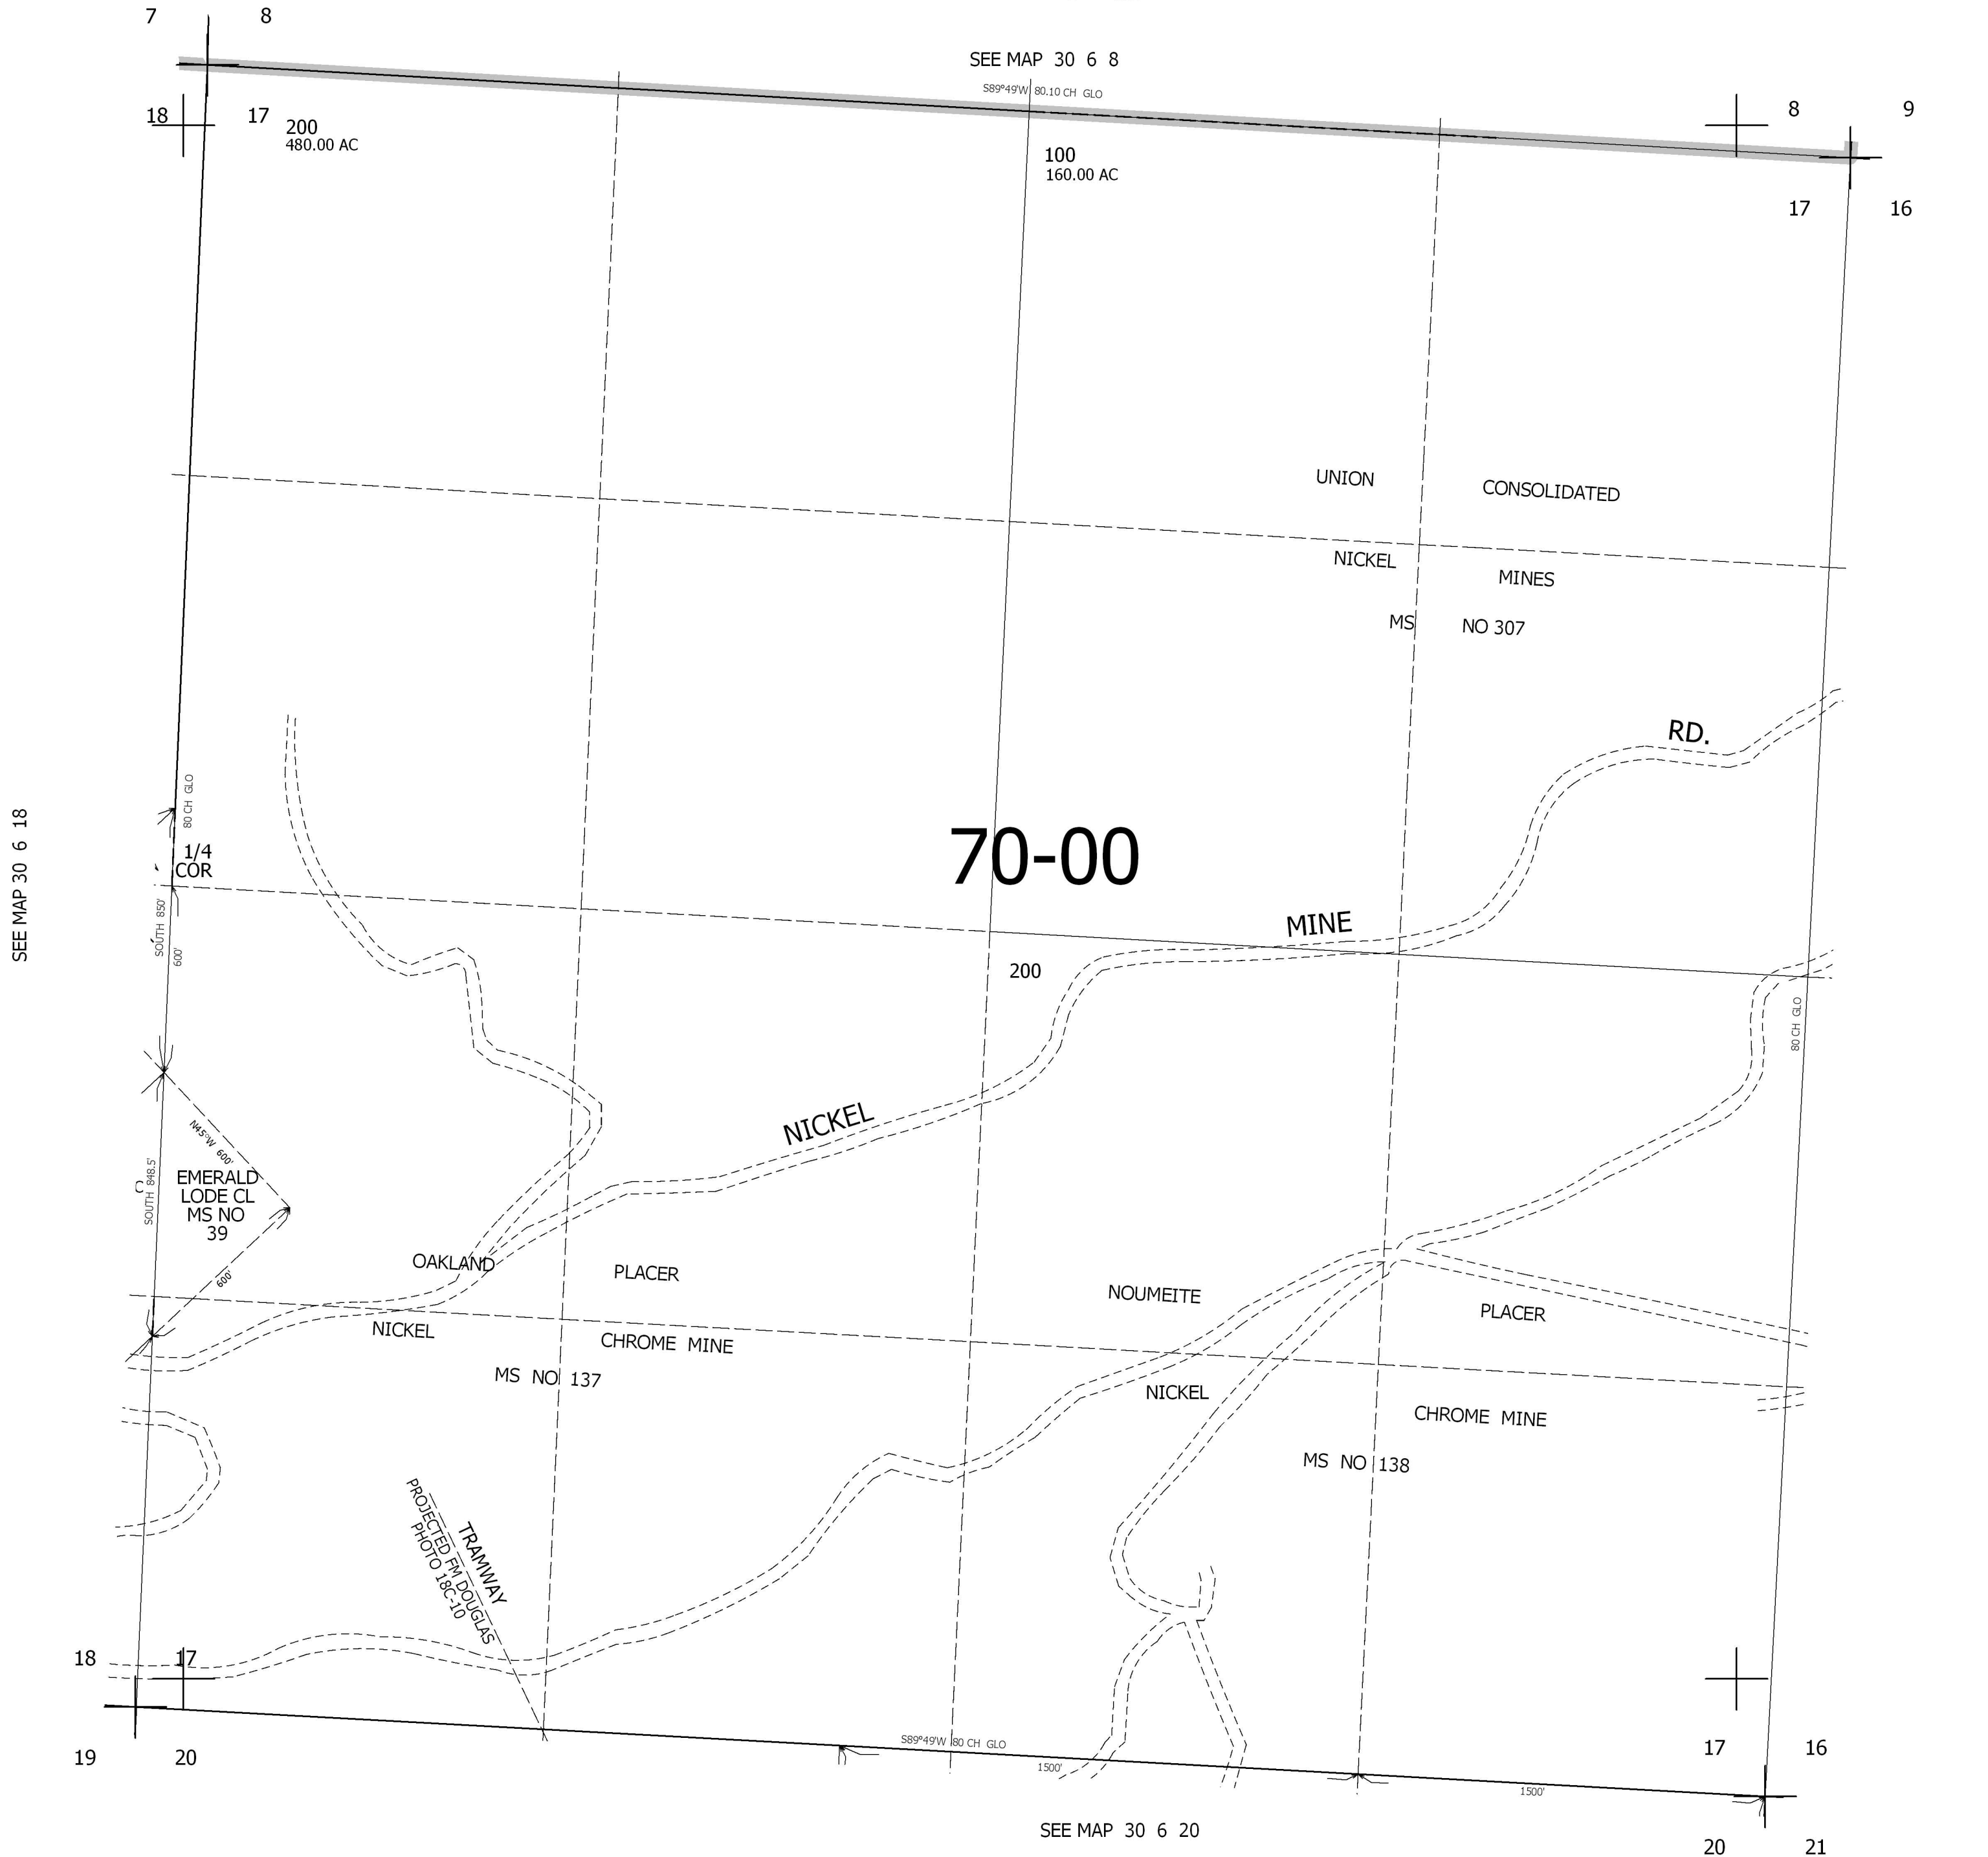 7 8
SEE MAP 30 6 8
S89°49'W 80.10 CH GLO
18 17
200
480.00 AC
8 9
100
160.00 AC
17 16
UNION CONSOLIDATED
NICKEL MINES
MS NO 307
RD.
80 CH GLO
SEE MAP 30 6 18
1/4
COR
70-00
MINE
SOUTH 850'
600'
200
80 CH GLO
NICKEL
N45°W 600'
SOUTH 848.5'
C
EMERALD
LODE CL
MS NO
39
600'
OAKLAND PLACER
NOUMEITE PLACER
NICKEL CHROME MINE
MS NO 137
NICKEL CHROME MINE
MS NO 138
TRAMWAY
PROJECTED FM DOUGLAS
PHOTO 18C-10
18 17
S89°49'W 80 CH GLO
19 20
17 16
1500'
1500'
SEE MAP 30 6 20
20 21